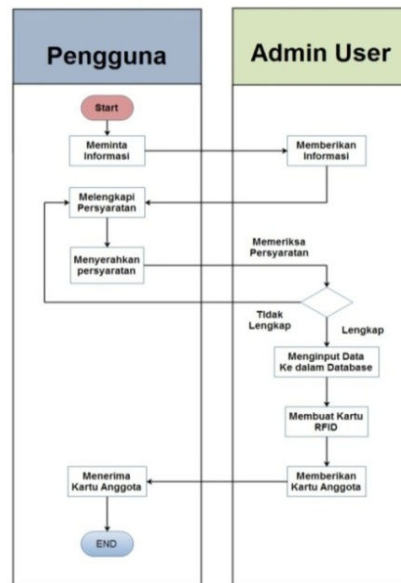 Pengguna
Admin User
Start
Meminta
Informasi
Memberikan
Informasi
Melengkapi
Persyaratan
Menyerahkan
persyaratan
Memeriksa
Persyaratan
Tidak
Lengkap
Lengkap
Menginput Data
Ke dalam Database
Membuat Kartu
RFID
Menerima
Kartu Anggota
Memberikan
Kartu Anggota
END